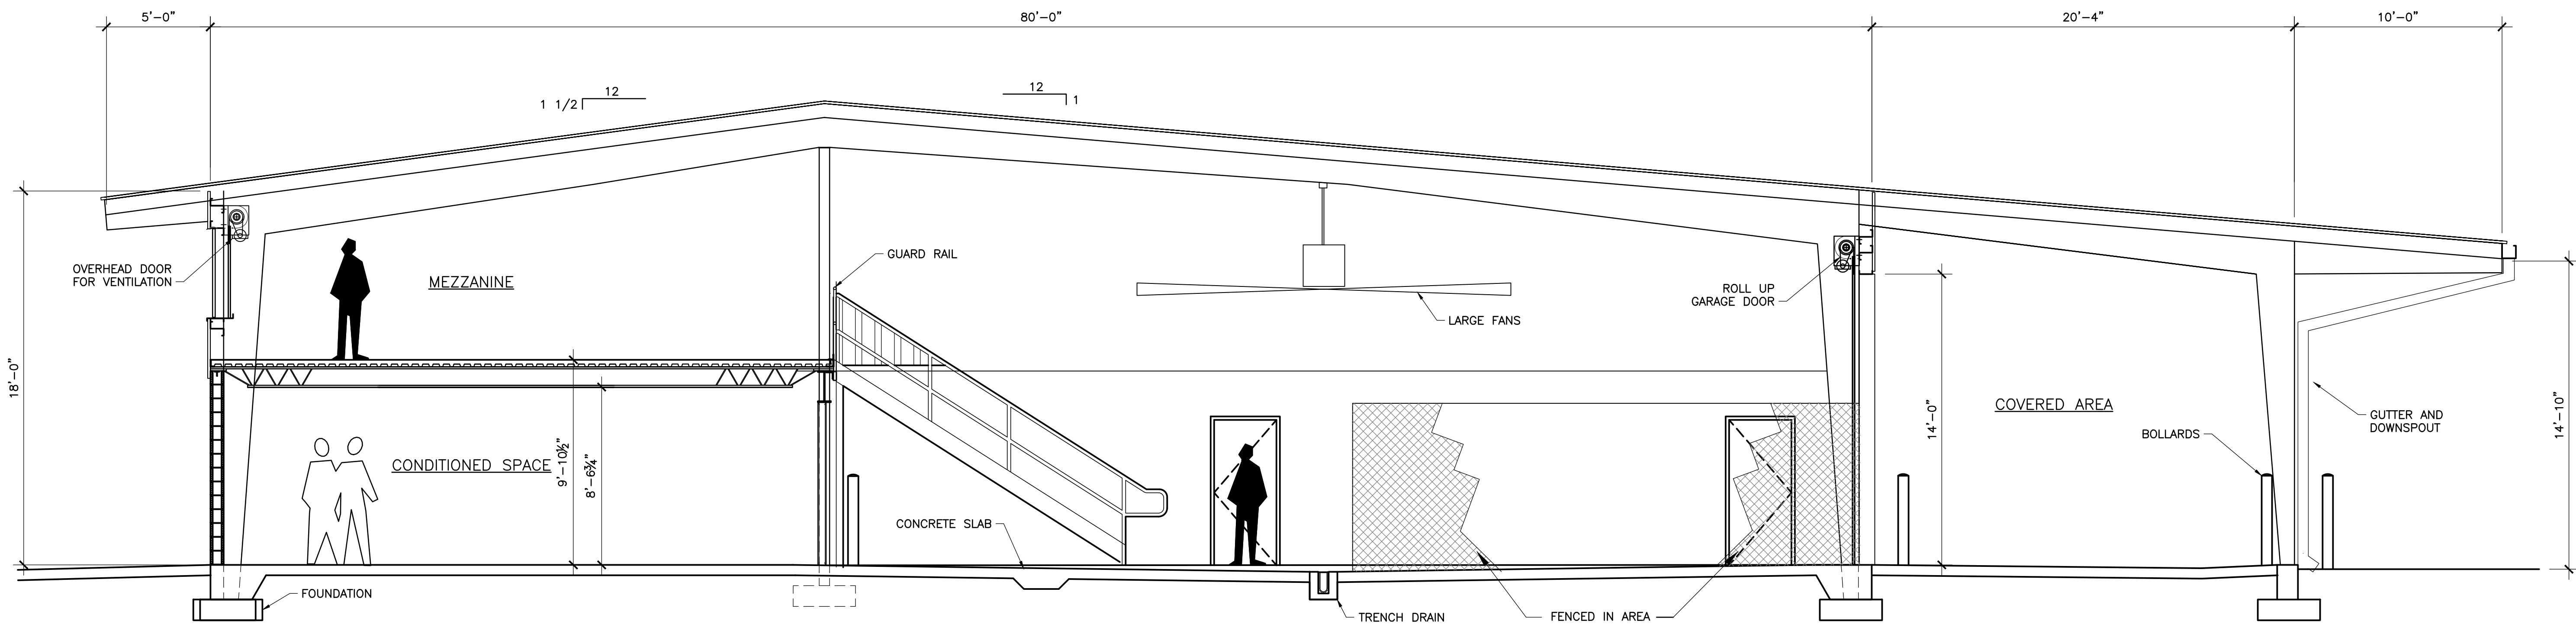 5'-0"
80'-0"
20'-4"
10'-0"
12
1 1/2
12
1
18'-0"
OVERHEAD DOOR
FOR VENTILATION
MEZZANINE
GUARD RAIL
LARGE FANS
ROLL UP
GARAGE DOOR
COVERED AREA
14'-0"
BOLLARDS
GUTTER AND
DOWNSPOUT
14'-10"
CONDITIONED SPACE
9'-10½"
8'-6¾"
CONCRETE SLAB
FOUNDATION
TRENCH DRAIN
FENCED IN AREA